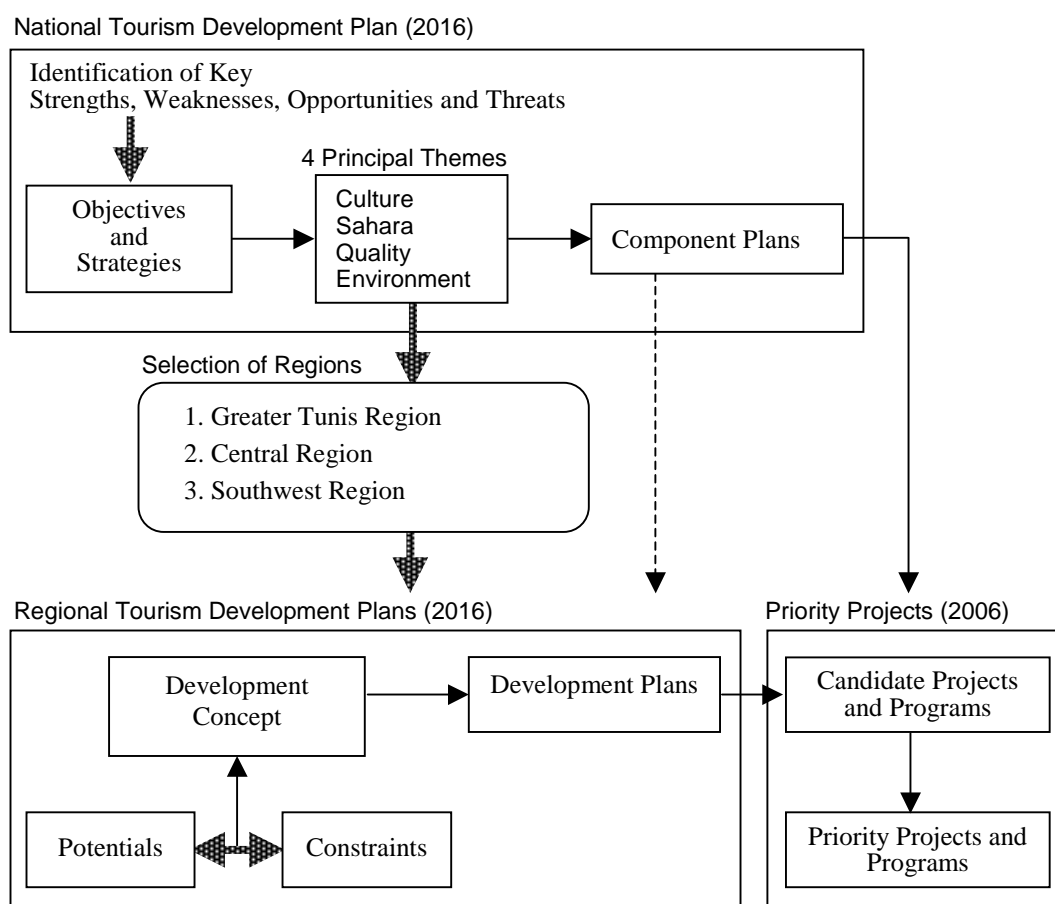 National Tourism Development Plan (2016)
Identification of Key
Strengths, Weaknesses, Opportunities and Threats
4 Principal Themes
Objectives
and
Strategies
Culture
Sahara
Quality
Environment
Component Plans
Selection of Regions
1. Greater Tunis Region
2. Central Region
3. Southwest Region
Regional Tourism Development Plans (2016)
Development
Concept
Development Plans
Potentials
Constraints
Priority Projects (2006)
Candidate Projects
and Programs
Priority Projects and
Programs